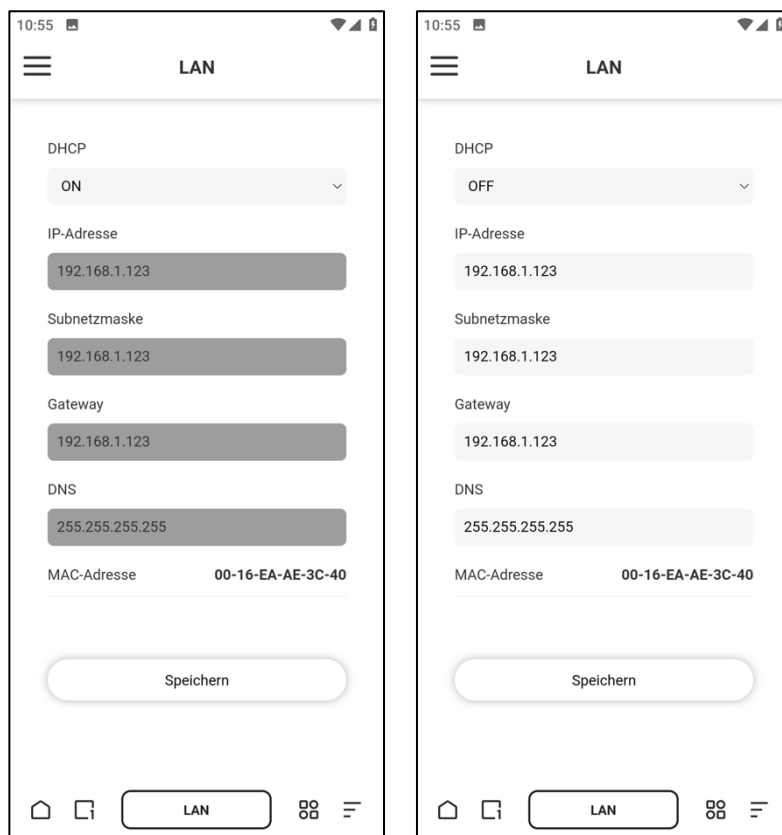 10:55
LAN
DHCP
ON
IP-Adresse
192.168.1.123
Subnetzmaske
192.168.1.123
Gateway
192.168.1.123
DNS
255.255.255.255
MAC-Adresse 00-16-EA-AE-3C-40
Speichern
LAN
10:55
LAN
DHCP
OFF
IP-Adresse
192.168.1.123
Subnetzmaske
192.168.1.123
Gateway
192.168.1.123
DNS
255.255.255.255
MAC-Adresse 00-16-EA-AE-3C-40
Speichern
LAN